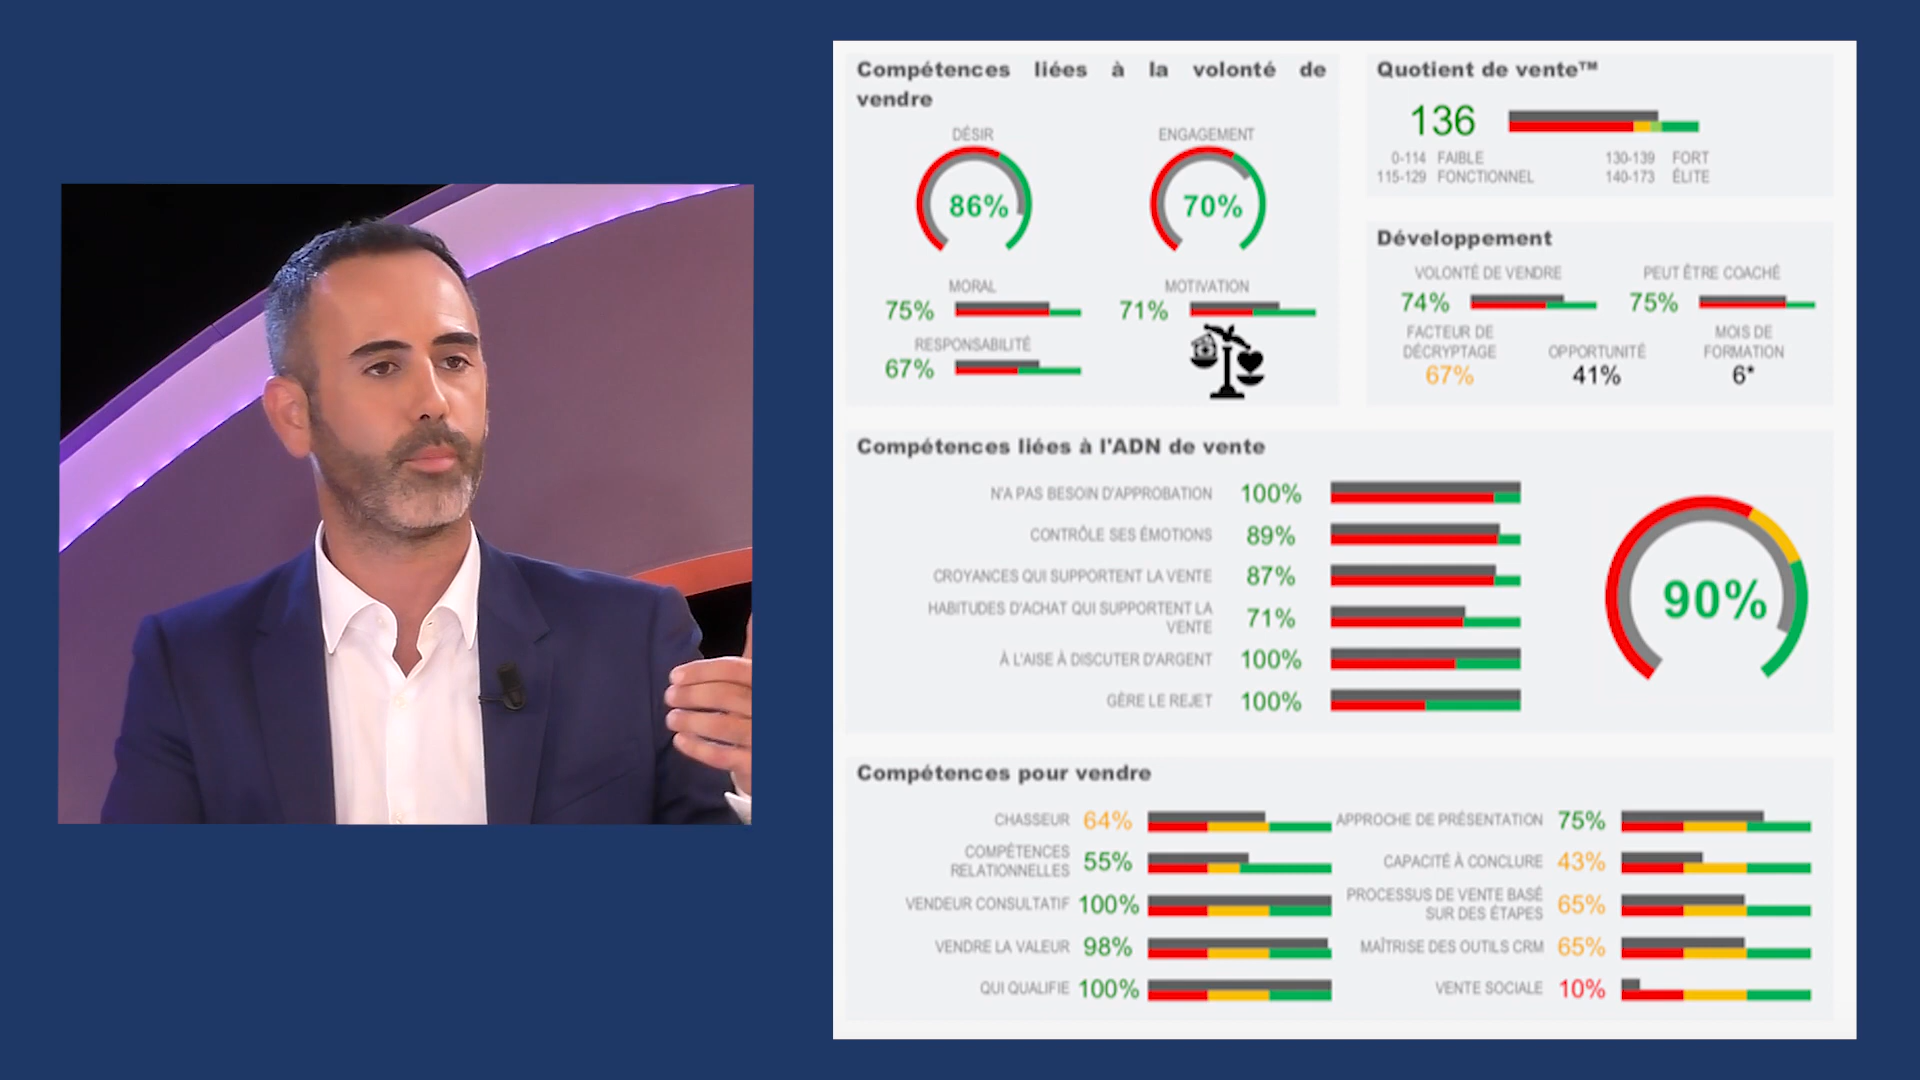 Compétences liées à la volonté de
vendre
DÉSIR
86%
ENGAGEMENT
70%
MORAL
75%
MOTIVATION
71%
RESPONSABILITÉ
67%
Quotient de vente™
136
0-114 FAIBLE
115-129 FONCTIONNEL
130-139 FORT
140-173 ÉLITE
Développement
VOLONTÉ DE VENDRE
74%
PEUT ÊTRE COACHÉ
75%
FACTEUR DE
DÉCRYPTAGE
67%
OPPORTUNITÉ
41%
MOIS DE
FORMATION
6*
Compétences liées à l'ADN de vente
N'A PAS BESOIN D'APPROBATION 100%
CONTRÔLE SES ÉMOTIONS 89%
CROYANCES QUI SUPPORTENT LA VENTE 87%
HABITUDES D'ACHAT QUI SUPPORTENT LA
VENTE 71%
À L'AISE À DISCUTER D'ARGENT 100%
GÈRE LE REJET 100%
90%
Compétences pour vendre
CHASSEUR 64%
COMPÉTENCES
RELATIONNELLES 55%
VENDEUR CONSULTATIF 100%
VENDRE LA VALEUR 98%
QUI QUALIFIE 100%
APPROCHE DE PRÉSENTATION 75%
CAPACITÉ À CONCLURE 43%
PROCESSUS DE VENTE BASÉ
SUR DES ÉTAPES 65%
MAÎTRISE DES OUTILS CRM 65%
VENTE SOCIALE 10%